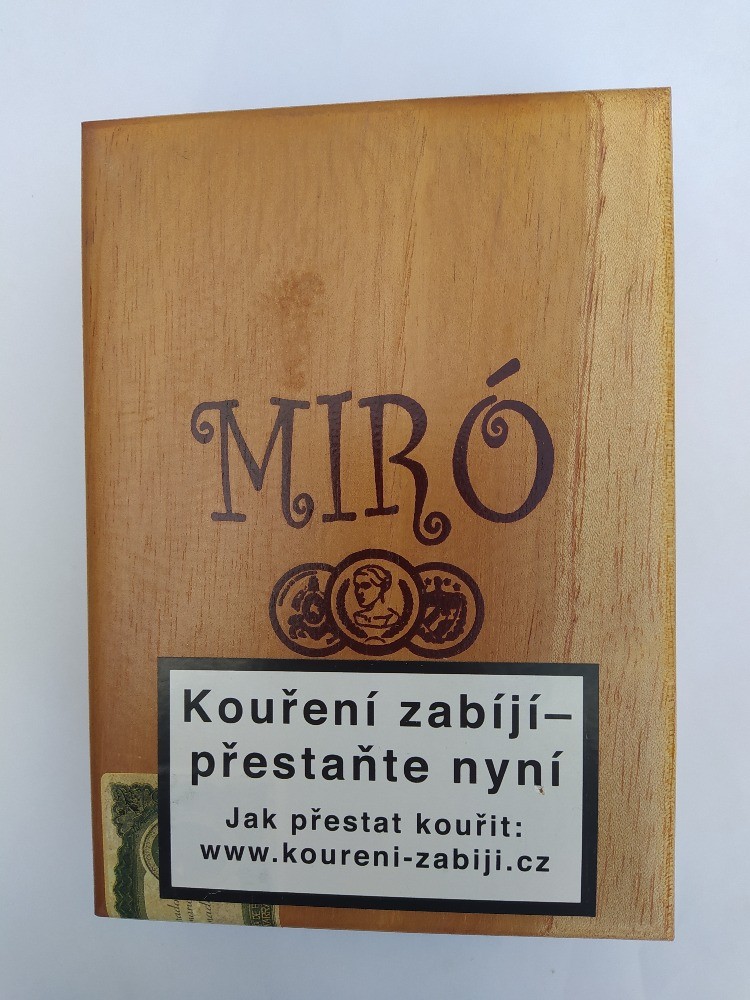 MIRÓ
Kouření zabíjí–
přestaňte nyní
Jak přestat kouřit:
www.koureni-zabiji.cz